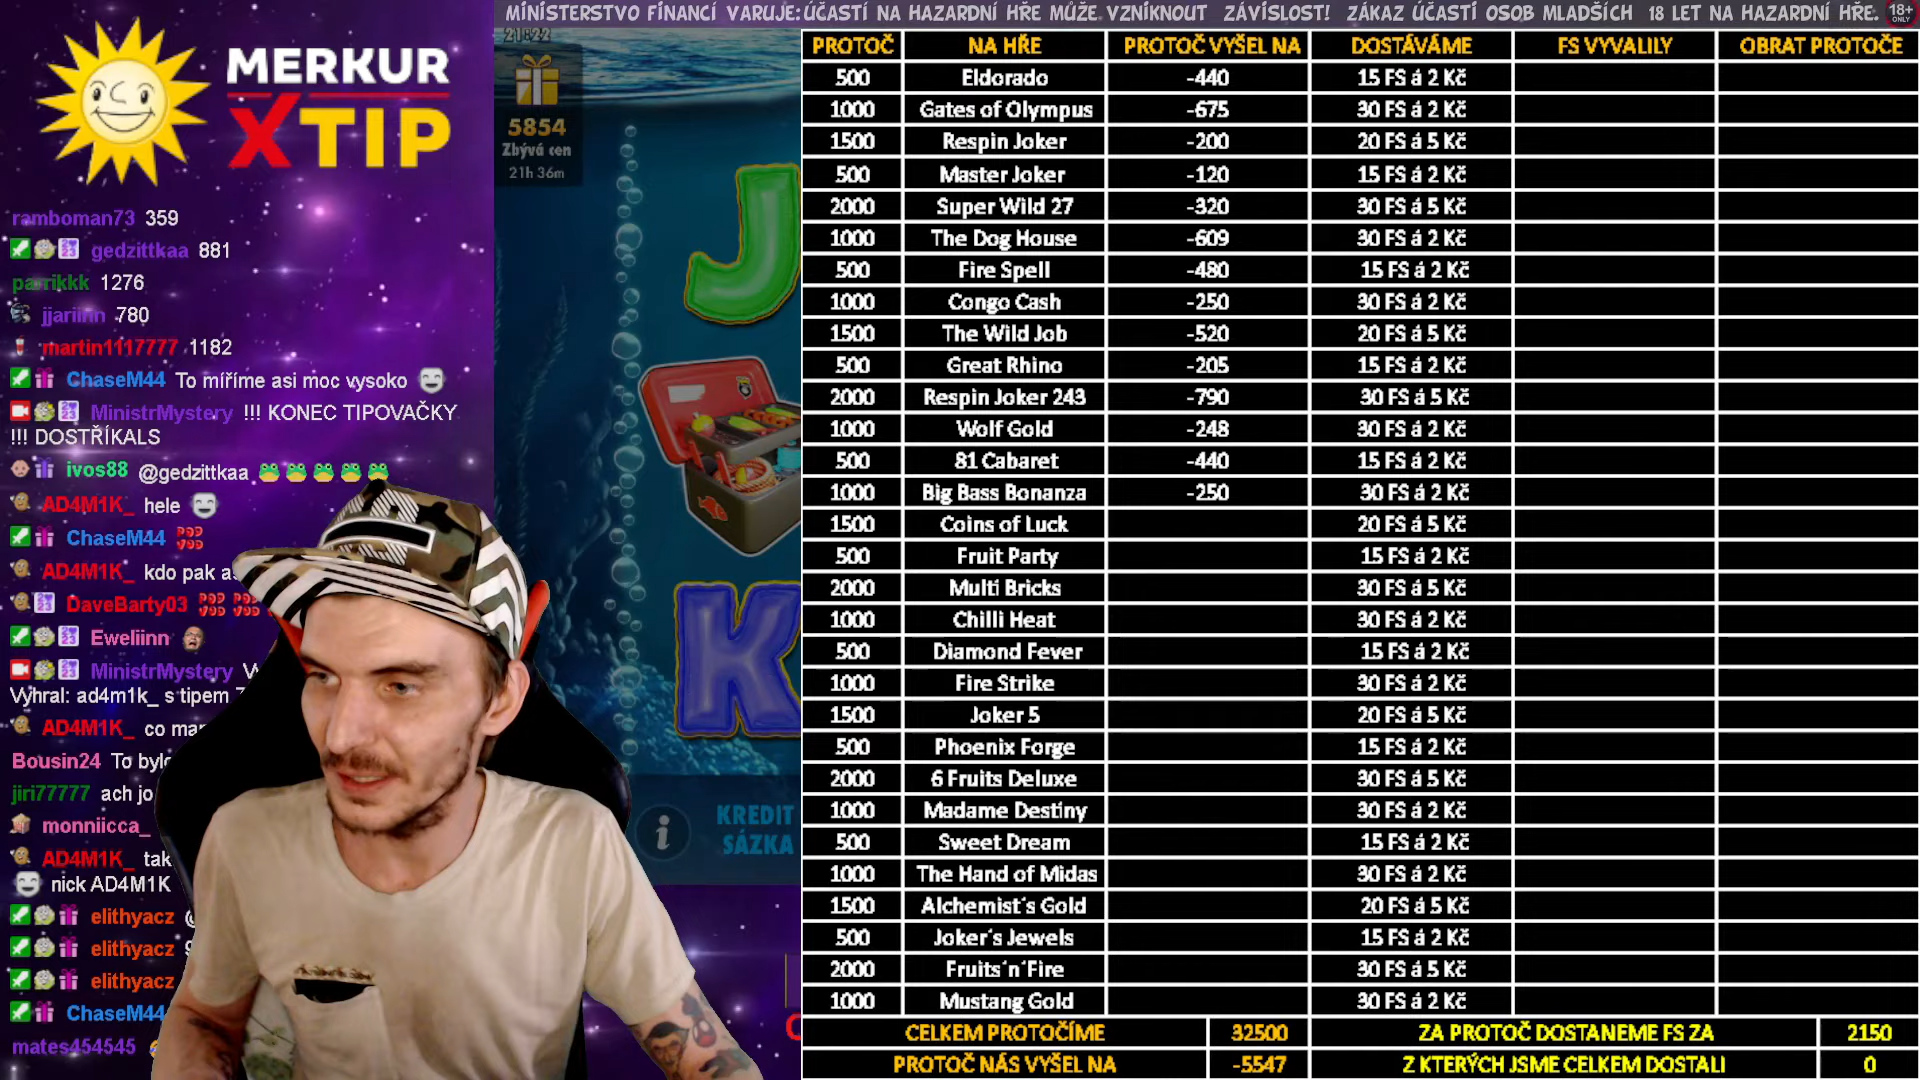 MINISTERSTVO FINANCÍ VARUJE: ÚČASTÍ NA HAZARDNÍ HŘE MŮŽE VZNIKNOUT ZÁVISLOST! ZÁKAZ ÚČASTÍ OSOB MLADŠÍCH 18 LET NA HAZARDNÍ HŘE.
18+
ONLY
MERKUR
XTIP
ramboman73 359
gedzittkaa 881
parrikkk 1276
jjariinn 780
martin1117777 1182
ChaseM44 To míříme asi moc vysoko
MinistrMystery !!! KONEC TIPOVAČKY
!!! DOSTŘÍKALS
ivos88 @gedzittkaa
AD4M1K_ hele
ChaseM44
AD4M1K_ kdo pak
DaveBarty03
Eweliinn
MinistrMystery
Vyhral: ad4m1k_ s tipem
AD4M1K_ co
Bousin24 To
jiri77777 ach jo
monniicca_
AD4M1K_ tak
nick AD4M1K
elithyacz
elithyacz
elithyacz
ChaseM44
mates454545
21:22
5854
Zbývá cen
21h 36m
J
K
i
KREDIT
SÁZKA
PROTOČ NA HŘE PROTOČ VYŠEL NA DOSTÁVÁME FS VYVALILY OBRAT PROTOČE
500 Eldorado -440 15 FS á 2 Kč
1000 Gates of Olympus -675 30 FS á 2 Kč
1500 Respin Joker -200 20 FS á 5 Kč
500 Master Joker -120 15 FS á 2 Kč
2000 Super Wild 27 -320 30 FS á 5 Kč
1000 The Dog House -609 30 FS á 2 Kč
500 Fire Spell -480 15 FS á 2 Kč
1000 Congo Cash -250 30 FS á 2 Kč
1500 The Wild Job -520 20 FS á 5 Kč
500 Great Rhino -205 15 FS á 2 Kč
2000 Respin Joker 243 -790 30 FS á 5 Kč
1000 Wolf Gold -248 30 FS á 2 Kč
500 81 Cabaret -440 15 FS á 2 Kč
1000 Big Bass Bonanza -250 30 FS á 2 Kč
1500 Coins of Luck 20 FS á 5 Kč
500 Fruit Party 15 FS á 2 Kč
2000 Multi Bricks 30 FS á 5 Kč
1000 Chilli Heat 30 FS á 2 Kč
500 Diamond Fever 15 FS á 2 Kč
1000 Fire Strike 30 FS á 2 Kč
1500 Joker 5 20 FS á 5 Kč
500 Phoenix Forge 15 FS á 2 Kč
2000 6 Fruits Deluxe 30 FS á 5 Kč
1000 Madame Destiny 30 FS á 2 Kč
500 Sweet Dream 15 FS á 2 Kč
1000 The Hand of Midas 30 FS á 2 Kč
1500 Alchemist´s Gold 20 FS á 5 Kč
500 Joker´s Jewels 15 FS á 2 Kč
2000 Fruits´n´Fire 30 FS á 5 Kč
1000 Mustang Gold 30 FS á 2 Kč
CELKEM PROTOČÍME 32500 ZA PROTOČ DOSTANEME FS ZA 2150
PROTOČ NÁS VYŠEL NA -5547 Z KTERÝCH JSME CELKEM DOSTALI 0